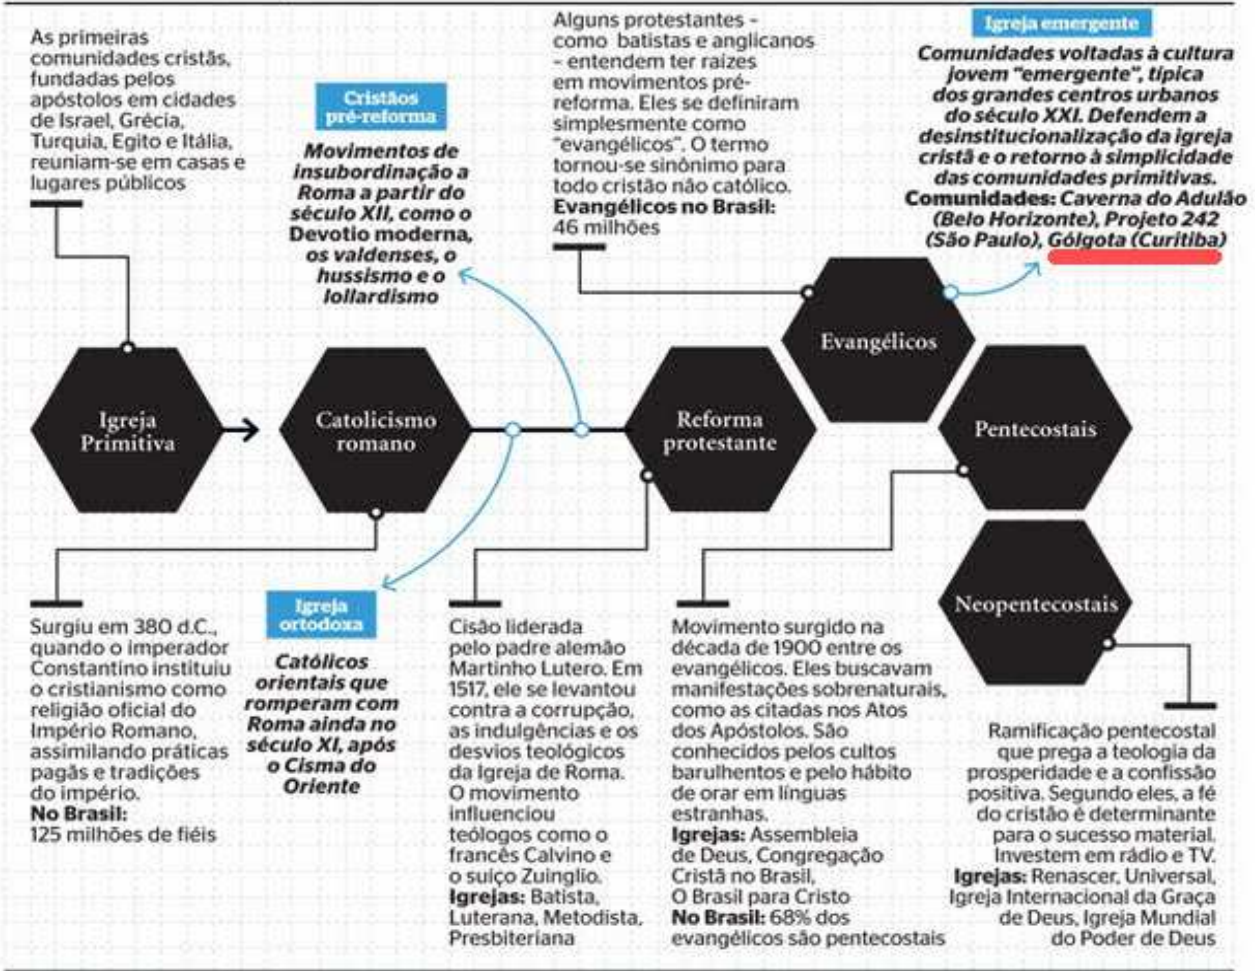 As primeiras
comunidades cristãs,
fundadas pelos
apóstolos em cidades
de Israel, Grécia,
Turquia, Egito e Itália,
reuniam-se em casas e
lugares públicos
Cristãos
pré-reforma
Movimentos de
insubordinação a
Roma a partir do
século XII, como o
Devotio moderna,
os valdenses, o
hussismo e o
lollardismo
Alguns protestantes –
como batistas e anglicanos
– entendem ter raízes
em movimentos pré-
reforma. Eles se definiram
simplesmente como
"evangélicos". O termo
tornou-se sinônimo para
todo cristão não católico.
Evangélicos no Brasil:
46 milhões
Igreja emergente
Comunidades voltadas à cultura
jovem "emergente", típica
dos grandes centros urbanos
do século XXI. Defendem a
desinstitucionalização da igreja
cristã e o retorno à simplicidade
das comunidades primitivas.
Comunidades: Caverna do Adulão
(Belo Horizonte), Projeto 242
(São Paulo), Gólgota (Curitiba)
Igreja
Primitiva
Catolicismo
romano
Reforma
protestante
Evangélicos
Pentecostais
Neopentecostais
Surgiu em 380 d.C.,
quando o imperador
Constantino instituiu
o cristianismo como
religião oficial do
Império Romano,
assimilando práticas
pagãs e tradições
do império.
No Brasil:
125 milhões de fiéis
Igreja
ortodoxa
Católicos
orientais que
romperam com
Roma ainda no
século XI, após
o Cisma do
Oriente
Cisão liderada
pelo padre alemão
Martinho Lutero. Em
1517, ele se levantou
contra a corrupção,
as indulgências e os
desvios teológicos
da Igreja de Roma.
O movimento
influenciou
teólogos como o
francês Calvino e
o suiço Zuinglio.
Igrejas: Batista,
Luterana, Metodista,
Presbiteriana
Movimento surgido na
década de 1900 entre os
evangélicos. Eles buscavam
manifestações sobrenaturais,
como as citadas nos Atos
dos Apóstolos. São
conhecidos pelos cultos
barulhentos e pelo hábito
de orar em línguas
estranhas.
Igrejas: Assembleia
de Deus, Congregação
Cristã no Brasil,
O Brasil para Cristo
No Brasil: 68% dos
evangélicos são pentecostais
Ramificação pentecostal
que prega a teologia da
prosperidade e a confissão
positiva. Segundo eles, a fé
do cristão é determinante
para o sucesso material.
Investem em rádio e TV.
Igrejas: Renascer, Universal,
Igreja Internacional da Graça
de Deus, Igreja Mundial
do Poder de Deus